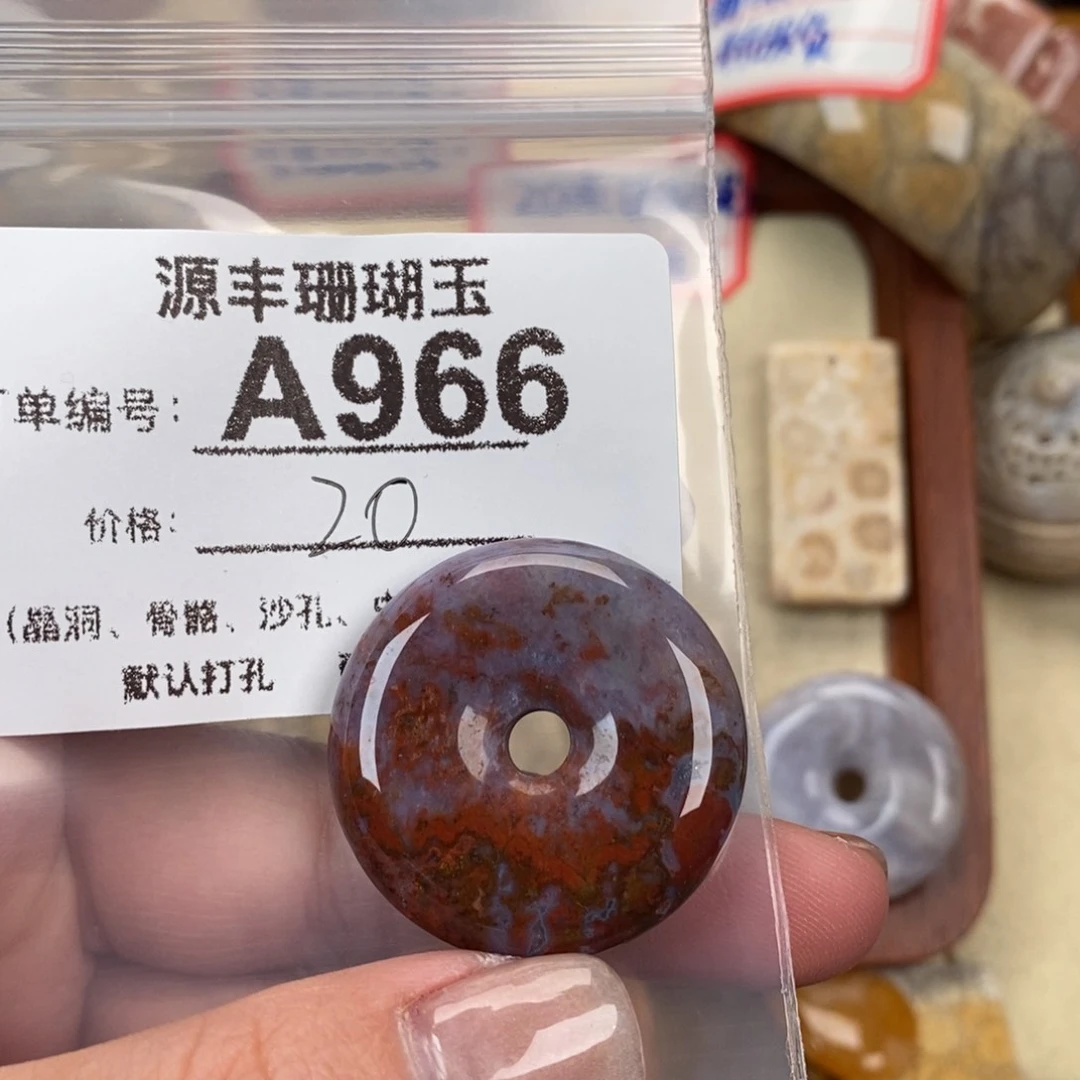 源丰珊瑚玉
单编号: A966
价格: 20
(晶洞、骨骼、沙孔、
默认打孔